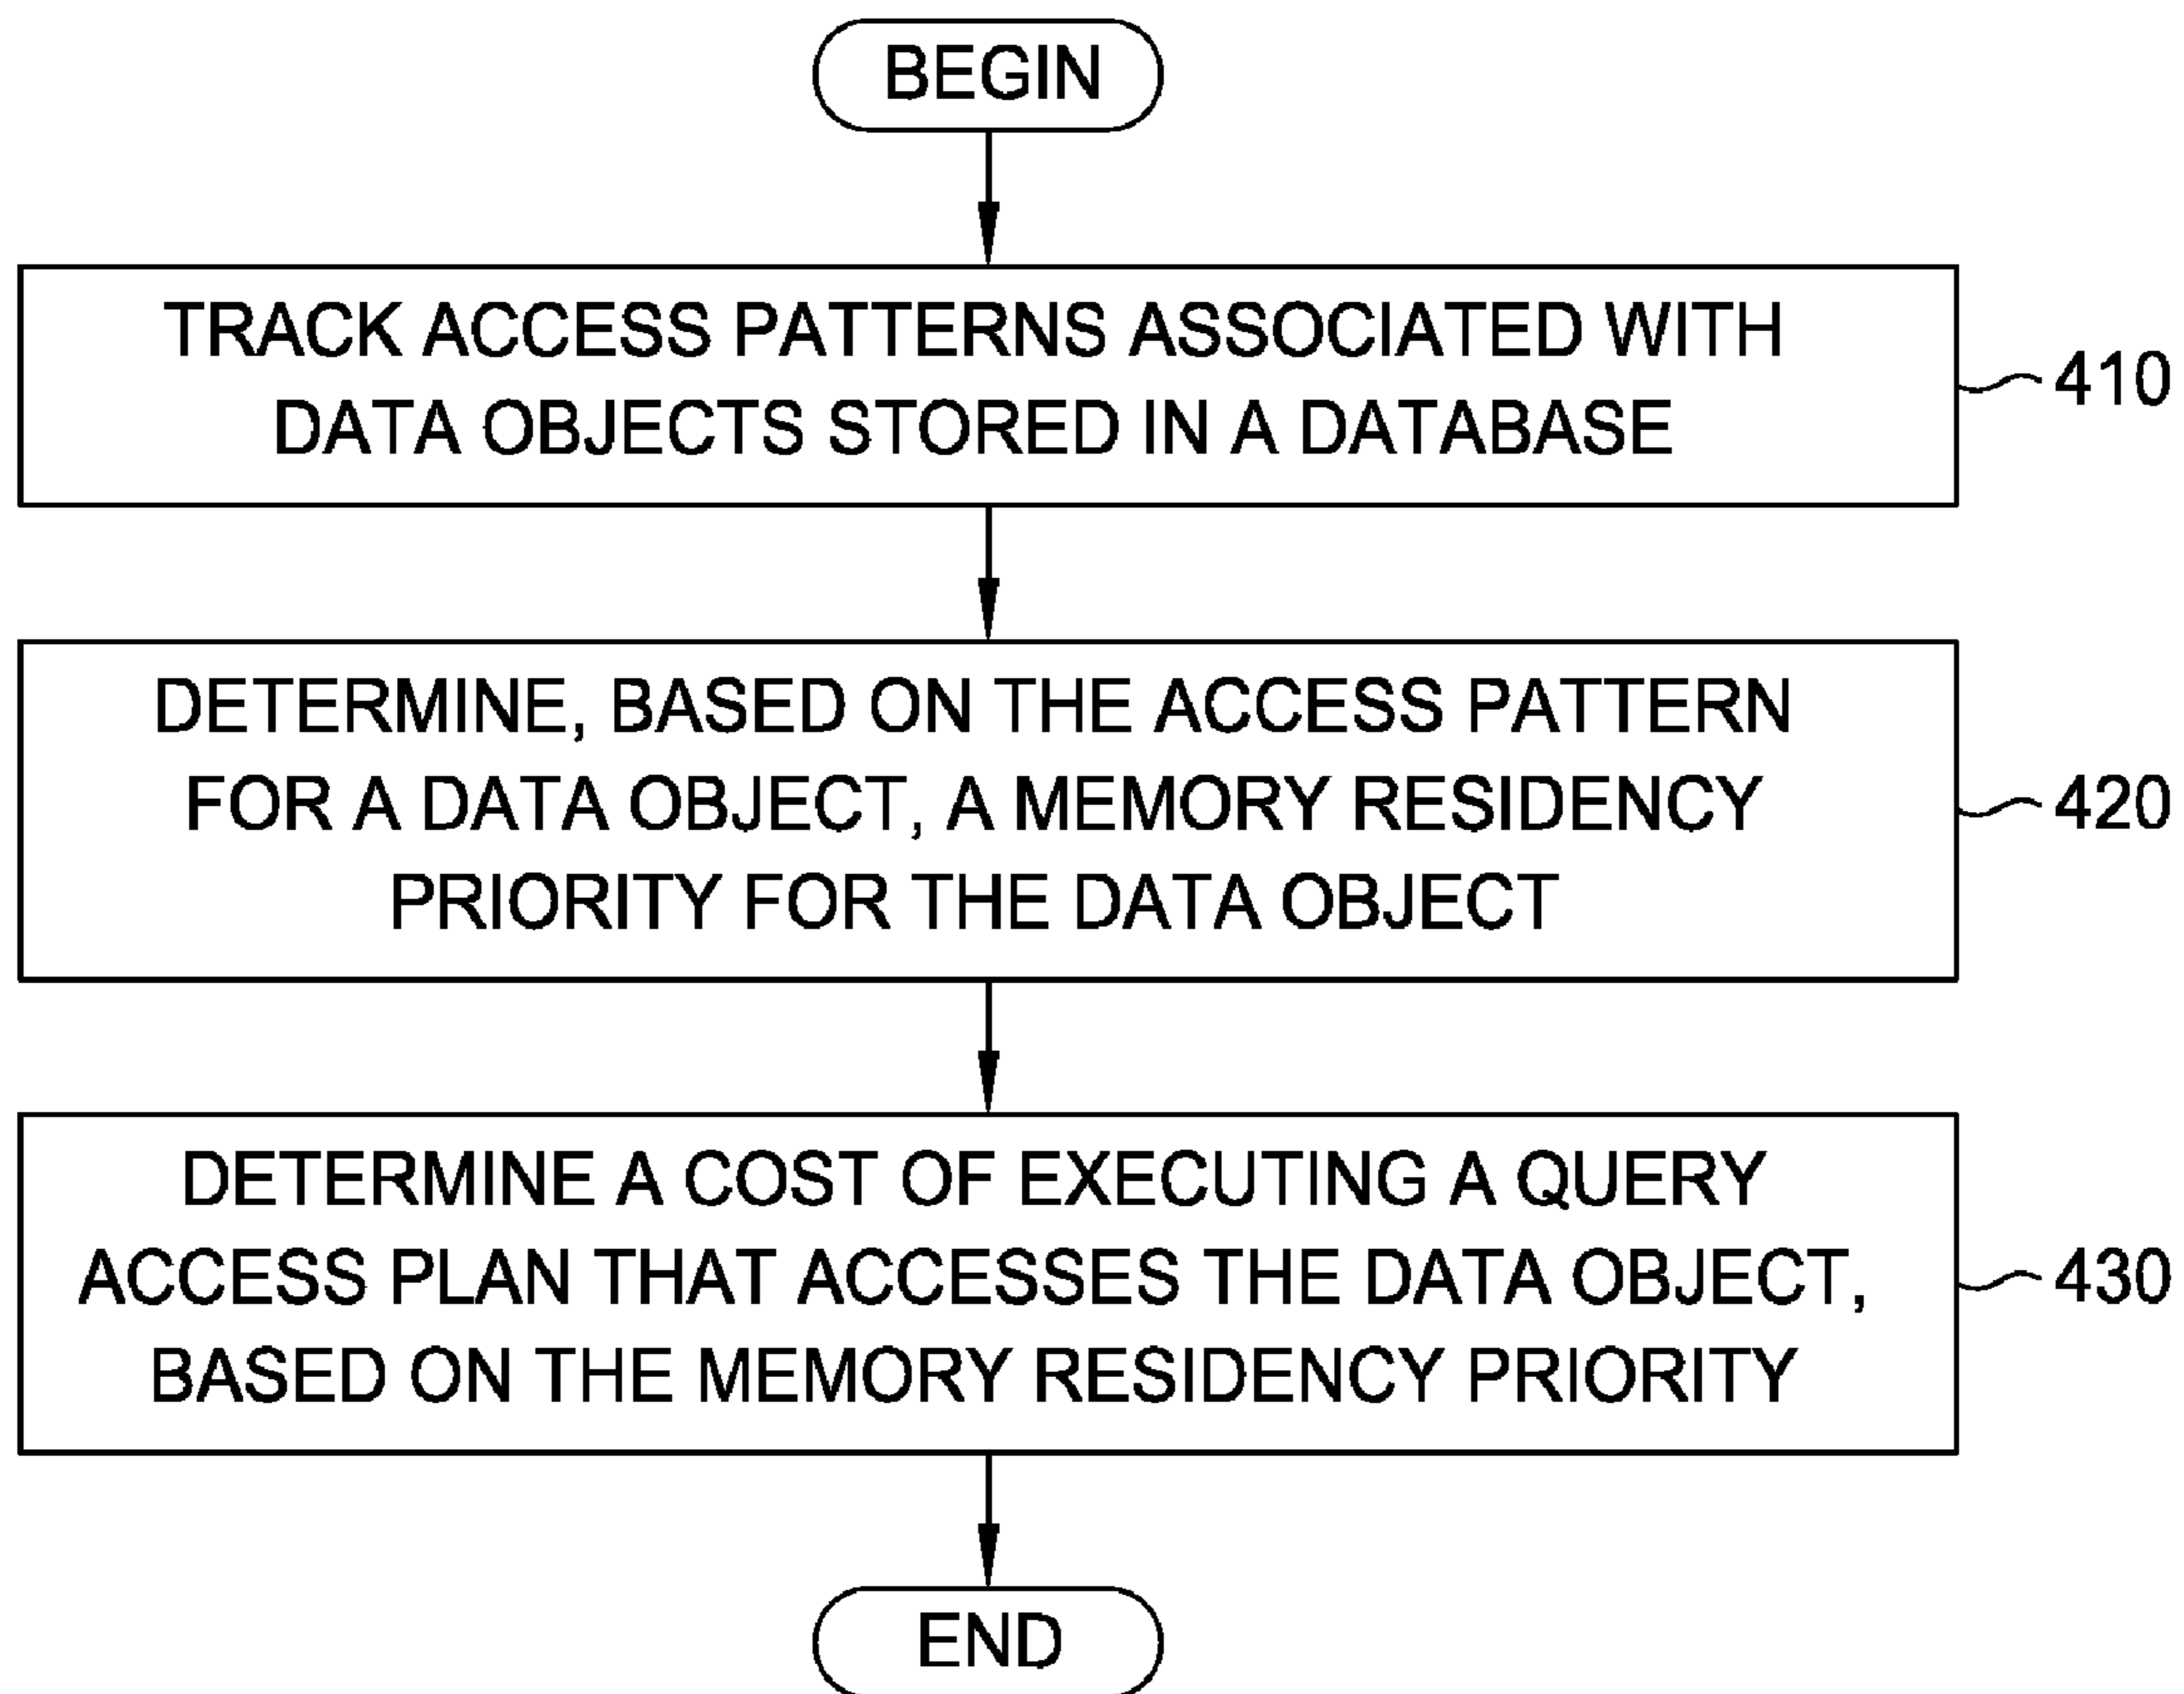 BEGIN
TRACK ACCESS PATTERNS ASSOCIATED WITH
DATA OBJECTS STORED IN A DATABASE
410
DETERMINE, BASED ON THE ACCESS PATTERN
FOR A DATA OBJECT, A MEMORY RESIDENCY
PRIORITY FOR THE DATA OBJECT
420
DETERMINE A COST OF EXECUTING A QUERY
ACCESS PLAN THAT ACCESSES THE DATA OBJECT,
BASED ON THE MEMORY RESIDENCY PRIORITY
430
END